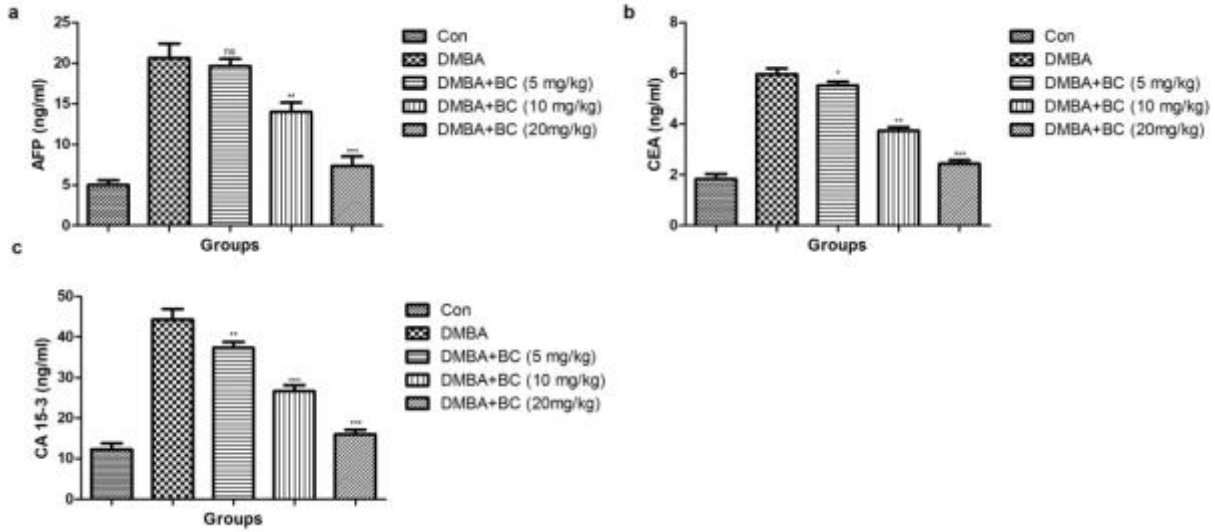 a
25
20
15
10
5
0
AFP (ng/ml)
ns
**
***
Groups
Con
DMBA
DMBA+BC (5 mg/kg)
DMBA+BC (10 mg/kg)
DMBA+BC (20mg/kg)
b
8
6
4
2
0
CEA (ng/ml)
*
**
***
Groups
Con
DMBA
DMBA+BC (5 mg/kg)
DMBA+BC (10 mg/kg)
DMBA+BC (20mg/kg)
c
50
40
30
20
10
0
CA 15-3 (ng/ml)
**
***
***
Groups
Con
DMBA
DMBA+BC (5 mg/kg)
DMBA+BC (10 mg/kg)
DMBA+BC (20mg/kg)